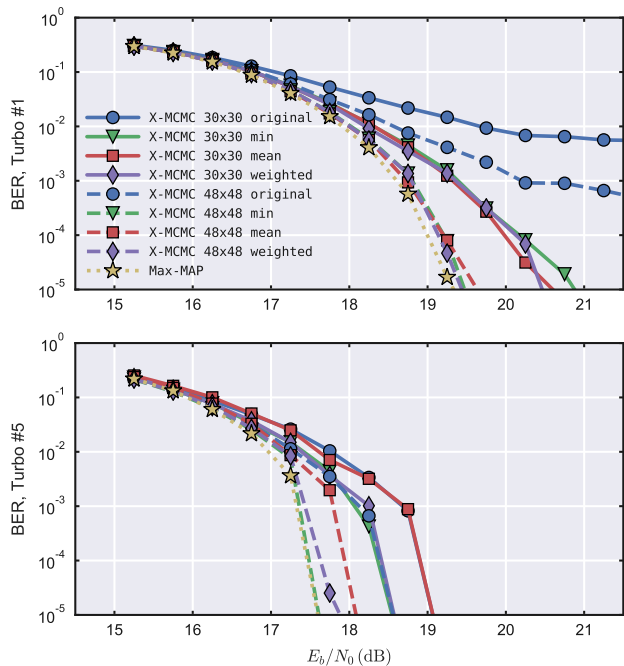 10^0
10^-1
10^-2
10^-3
10^-4
10^-5
BER, Turbo #1
X-MCMC 30x30 original
X-MCMC 30x30 min
X-MCMC 30x30 mean
X-MCMC 30x30 weighted
X-MCMC 48x48 original
X-MCMC 48x48 min
X-MCMC 48x48 mean
X-MCMC 48x48 weighted
Max-MAP
15 16 17 18 19 20 21
10^0
10^-1
10^-2
10^-3
10^-4
10^-5
BER, Turbo #5
15 16 17 18 19 20 21
E_b/N_0 (dB)